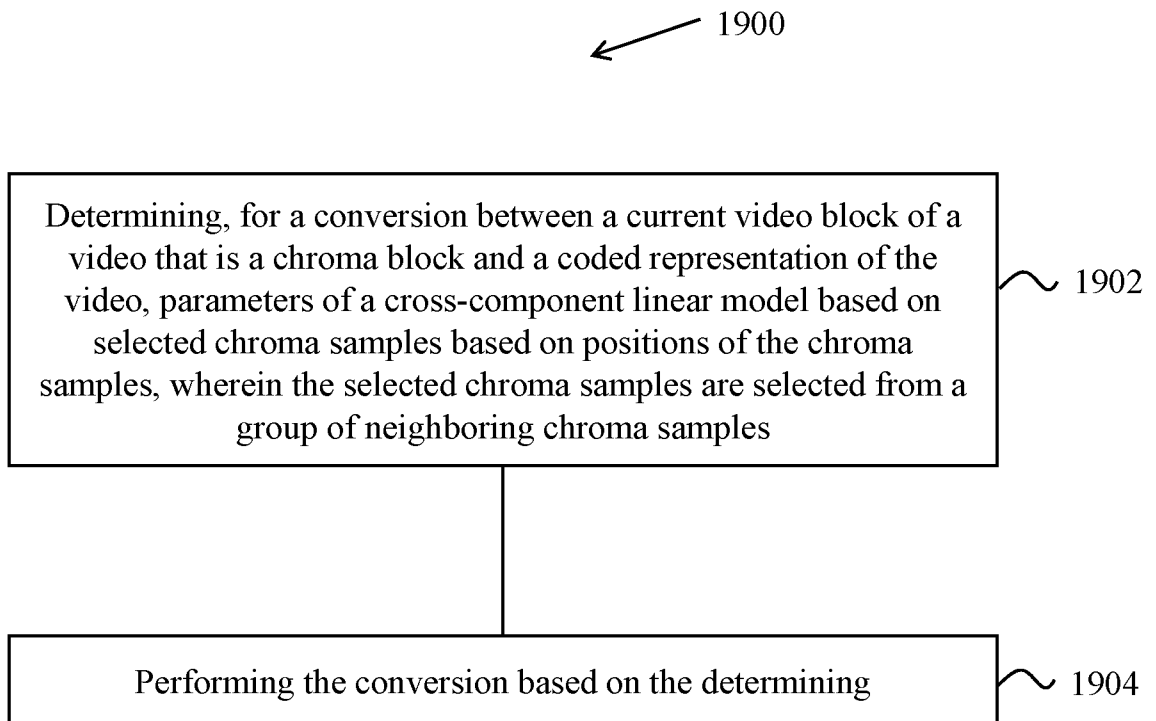 1900
Determining, for a conversion between a current video block of a
video that is a chroma block and a coded representation of the
video, parameters of a cross-component linear model based on
selected chroma samples based on positions of the chroma
samples, wherein the selected chroma samples are selected from a
group of neighboring chroma samples
1902
Performing the conversion based on the determining
1904